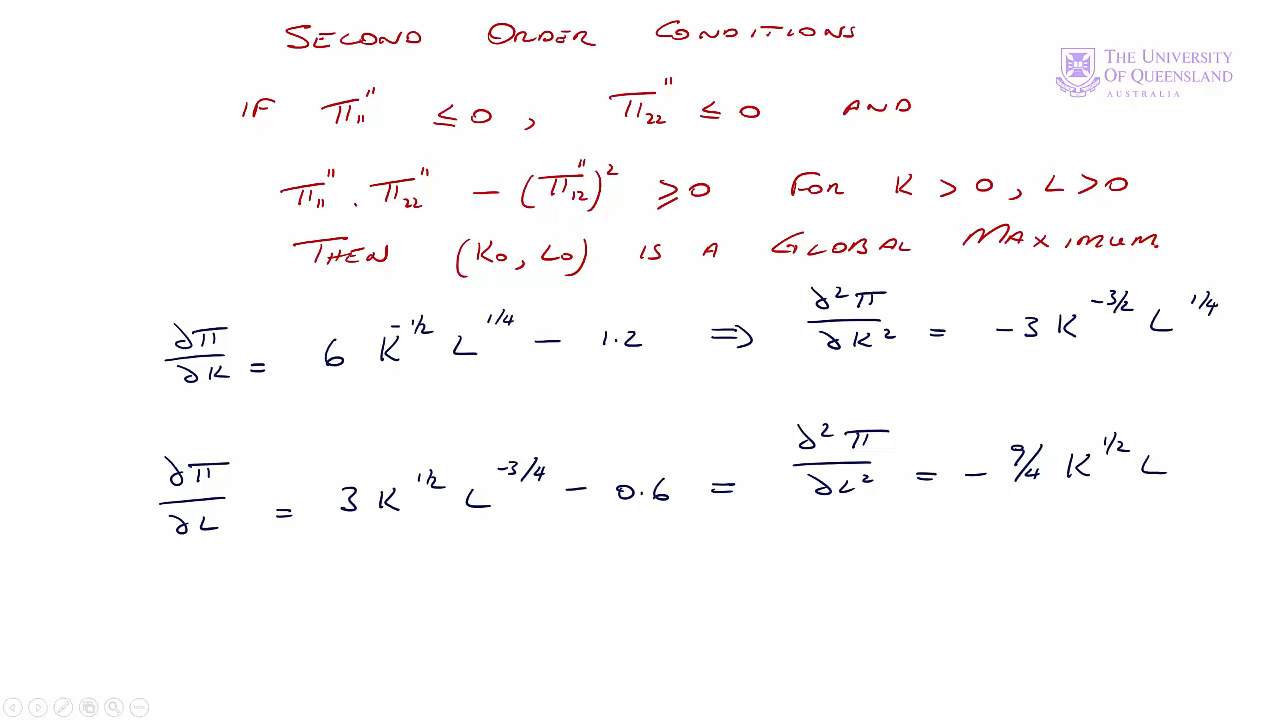 SECOND ORDER CONDITIONS
THE UNIVERSITY
OF QUEENSLAND
AUSTRALIA
IF π₁₁'' ≤ 0, π₂₂'' ≤ 0 AND
π₁₁'' . π₂₂'' − (π₁₂'')² ≥ 0 FOR K > 0, L > 0
THEN (K₀, L₀) IS A GLOBAL MAXIMUM
∂π/∂K = 6 K^(-1/2) L^(1/4) − 1.2 ⇒ ∂²π/∂K² = −3 K^(-3/2) L^(1/4)
∂π/∂L = 3 K^(1/2) L^(-3/4) − 0.6 = ∂²π/∂L² = − 9/4 K^(1/2) L